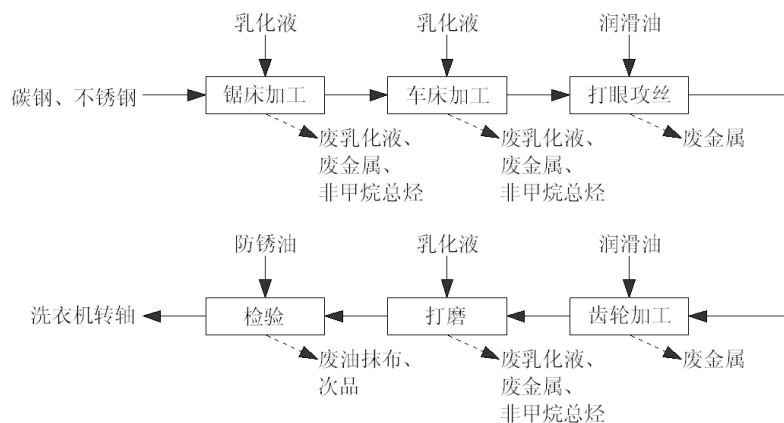 乳化液
乳化液
润滑油
碳钢、不锈钢
锯床加工
车床加工
打眼攻丝
废乳化液、
废金属、
非甲烷总烃
废乳化液、
废金属、
非甲烷总烃
废金属
防锈油
乳化液
润滑油
洗衣机转轴
检验
打磨
齿轮加工
废油抹布、
次品
废乳化液、
废金属、
非甲烷总烃
废金属